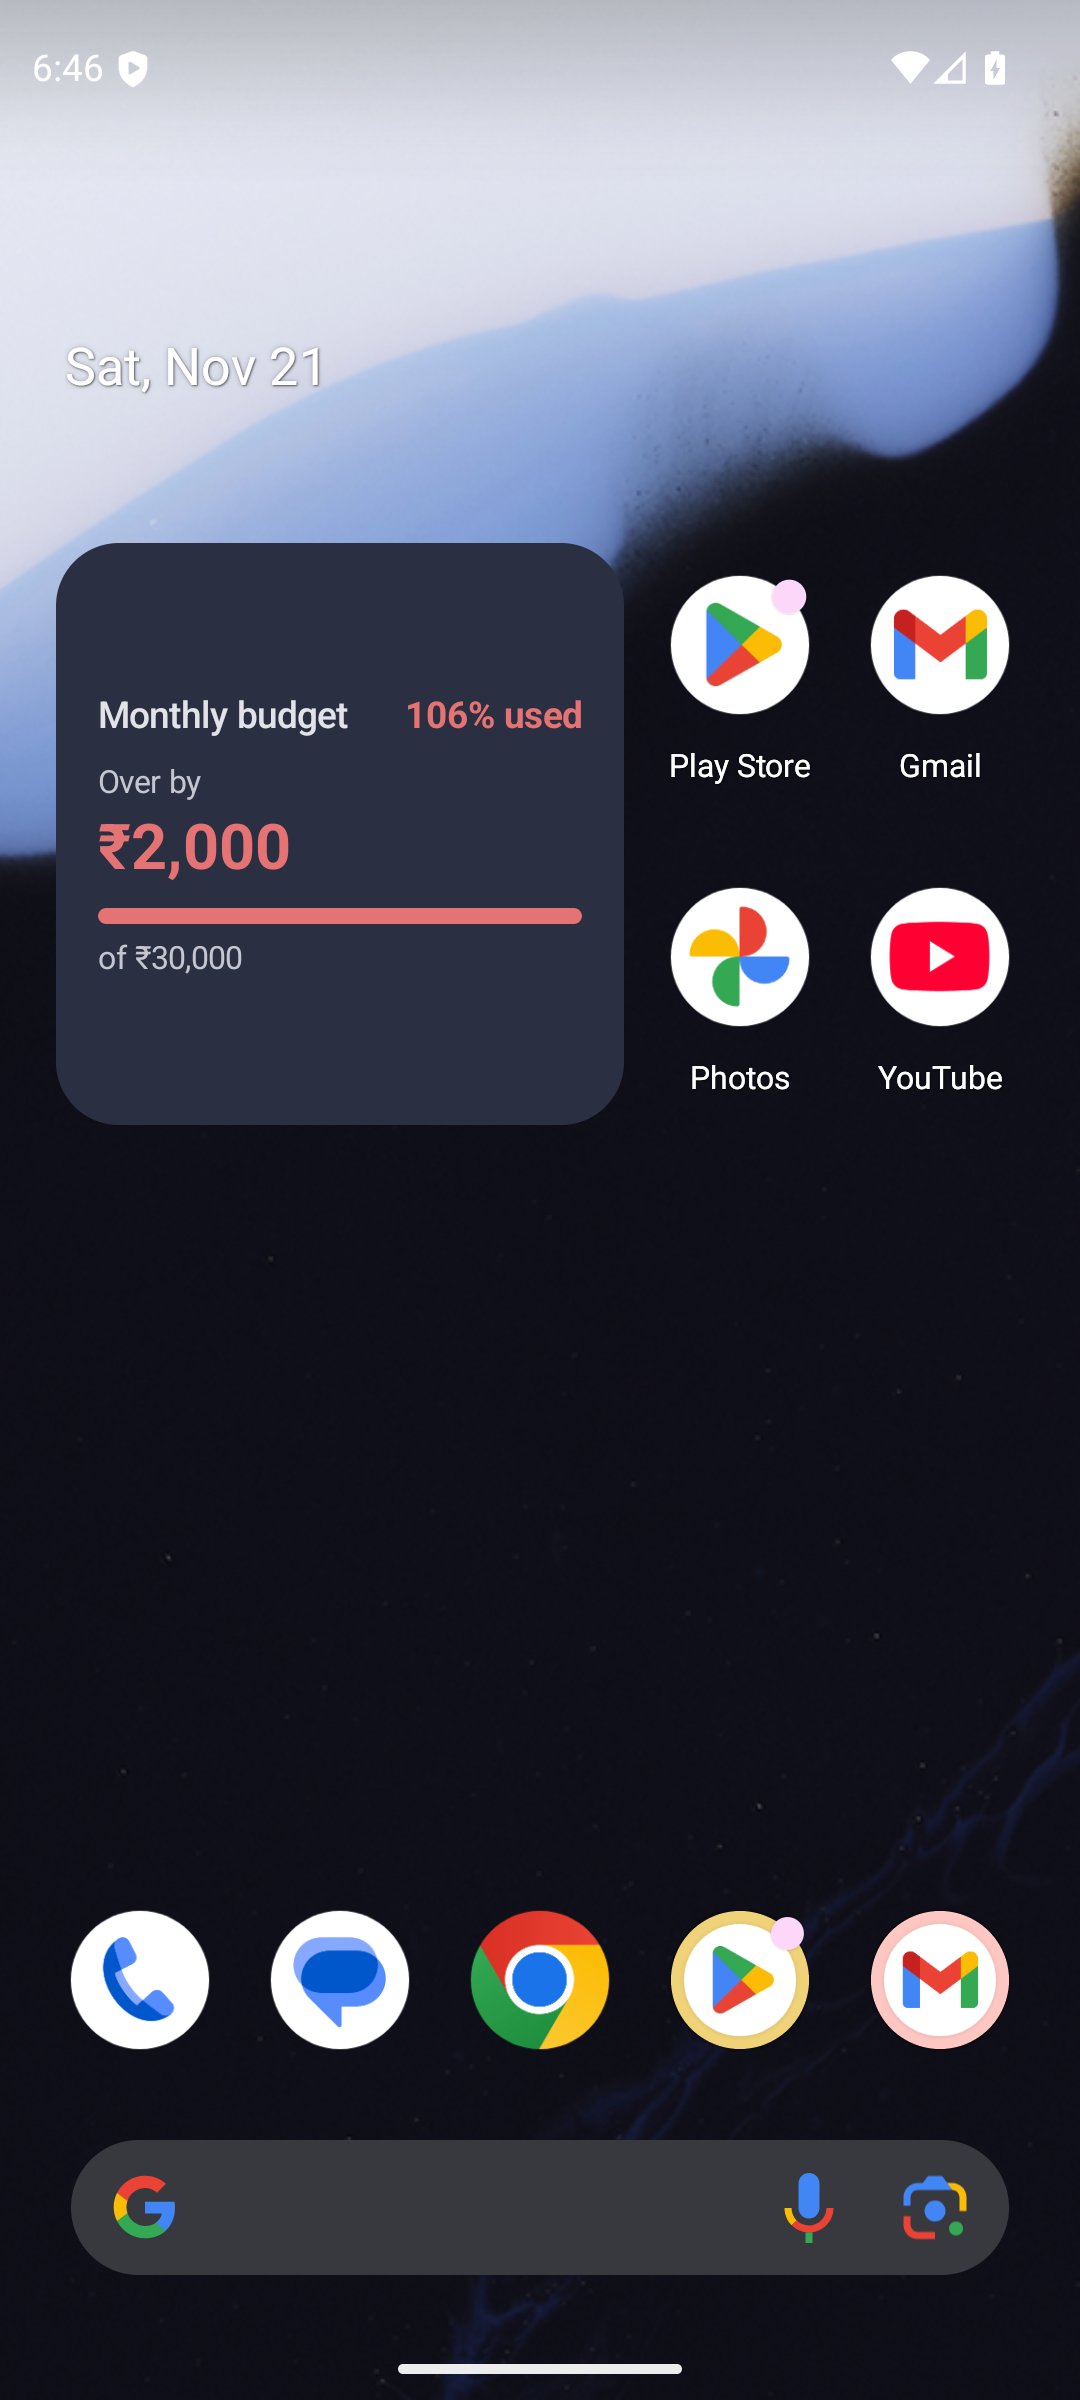 6:46
Sat, Nov 21
Monthly budget 106% used
Over by
₹2,000
of ₹30,000
Play Store Gmail
Photos YouTube